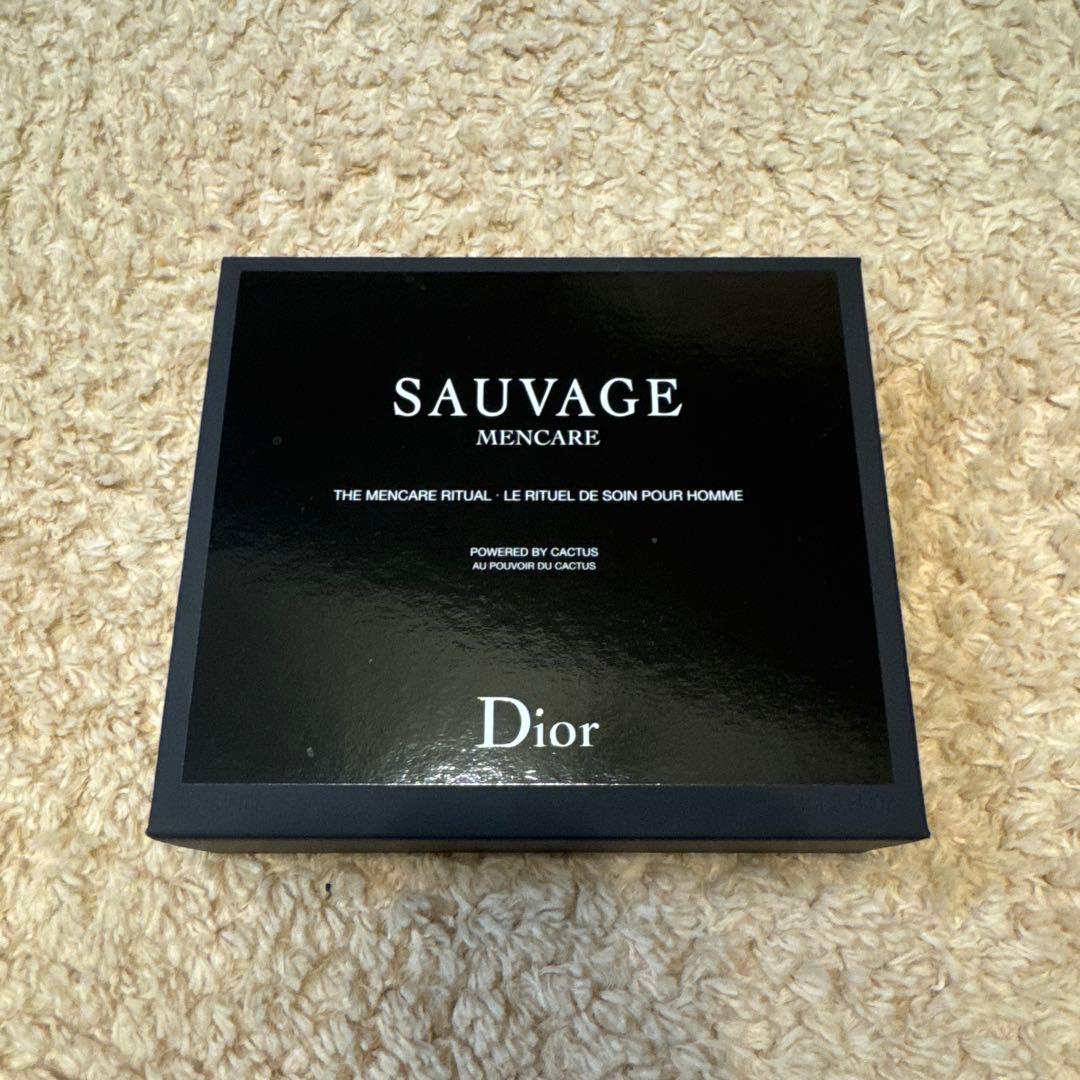 SAUVAGE
MENCARE
THE MENCARE RITUAL · LE RITUEL DE SOIN POUR HOMME
POWERED BY CACTUS
AU POUVOIR DU CACTUS
Dior